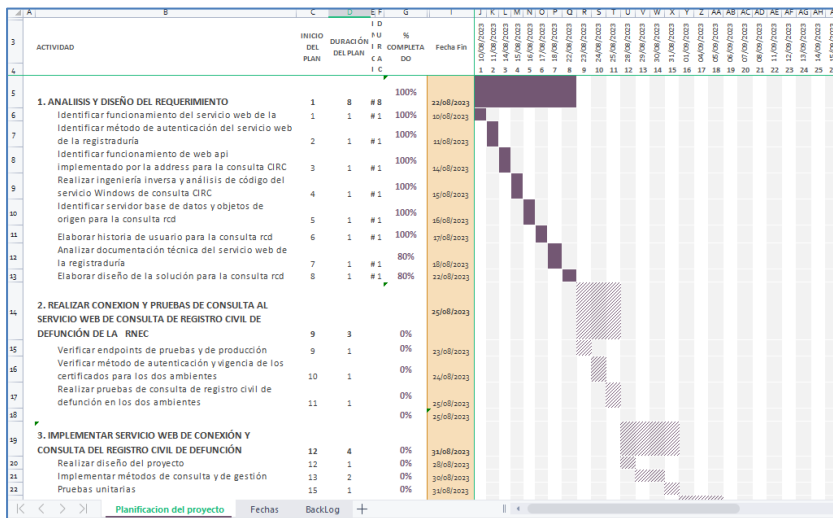 A B C D E F G I J K L M N O P Q R S T U V W X Y Z AA AB AC AD AE AF AG AH
3 ACTIVIDAD INICIO DEL PLAN DURACIÓN DEL PLAN % COMPLETADO Fecha Fin 10/08/2023 11/08/2023 14/08/2023 15/08/2023 16/08/2023 17/08/2023 18/08/2023 22/08/2023 23/08/2023 24/08/2023 25/08/2023 28/08/2023 29/08/2023 30/08/2023 31/08/2023 01/09/2023 04/09/2023 05/09/2023 06/09/2023 07/09/2023 08/09/2023 11/09/2023 12/09/2023 13/09/2023 14/09/2023
4 1 2 3 4 5 6 7 8 9 10 11 12 13 14 15 16 17 18 19 20 21 22 23 24 25
5 100%
1. ANALIISIS Y DISEÑO DEL REQUERIMIENTO 1 8 # 8 22/08/2023
6 Identificar funcionamiento del servicio web de la 1 1 # 1 100% 10/08/2023
7 Identificar método de autenticación del servicio web
de la registraduría 2 1 # 1 100% 11/08/2023
8 Identificar funcionamiento de web api
implementado por la address para la consulta CIRC 3 1 # 1 100% 14/08/2023
9 Realizar ingeniería inversa y análisis de código del
servicio Windows de consulta CIRC 4 1 # 1 100% 15/08/2023
10 Identificar servidor base de datos y objetos de
origen para la consulta rcd 5 1 # 1 100% 16/08/2023
11 Elaborar historia de usuario para la consulta rcd 6 1 # 1 100% 17/08/2023
12 Analizar documentación técnica del servicio web de
la registraduría 7 1 # 1 80% 18/08/2023
13 Elaborar diseño de la solución para la consulta rcd 8 1 # 1 80% 22/08/2023
14 2. REALIZAR CONEXION Y PRUEBAS DE CONSULTA AL
SERVICIO WEB DE CONSULTA DE REGISTRO CIVIL DE 25/08/2023
DEFUNCIÓN DE LA RNEC 9 3 0%
15 Verificar endpoints de pruebas y de producción 9 1 0% 23/08/2023
16 Verificar método de autenticación y vigencia de los
certificados para los dos ambientes 10 1 0% 24/08/2023
17 Realizar pruebas de consulta de registro civil de
defunción en los dos ambientes 11 1 0% 25/08/2023
18 0% 25/08/2023
19 3. IMPLEMENTAR SERVICIO WEB DE CONEXIÓN Y
CONSULTA DEL REGISTRO CIVIL DE DEFUNCIÓN 12 4 0% 31/08/2023
20 Realizar diseño del proyecto 12 1 0% 28/08/2023
21 Implementar métodos de consulta y de gestión 13 2 0% 30/08/2023
22 Pruebas unitarias 15 1 0% 31/08/2023
Planificacion del proyecto Fechas BackLog